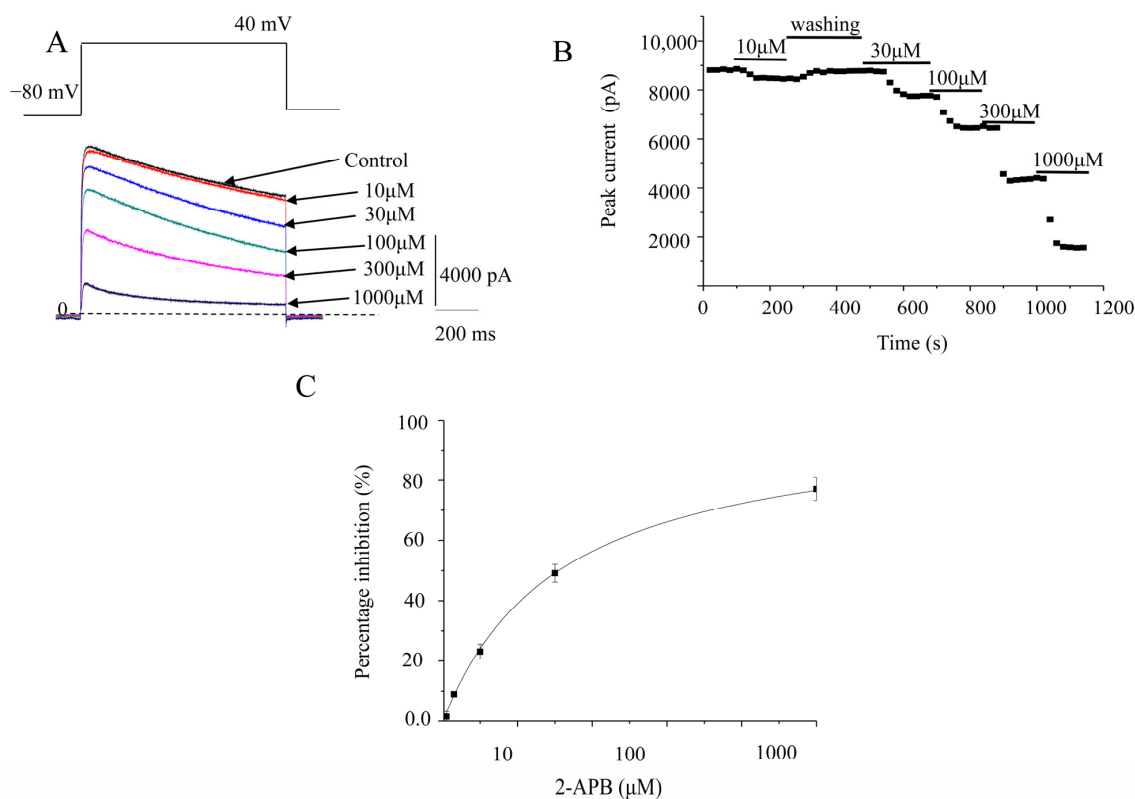 A
40 mV
−80 mV
Control
10μM
30μM
100μM
300μM
1000μM
4000 pA
200 ms
0
B
washing
10μM
30μM
100μM
300μM
1000μM
10,000
8000
6000
4000
2000
Peak current (pA)
0
200
400
600
800
1000
1200
Time (s)
C
100
80
60
40
20
0.0
Percentage inhibition (%)
10
100
1000
2-APB (μM)